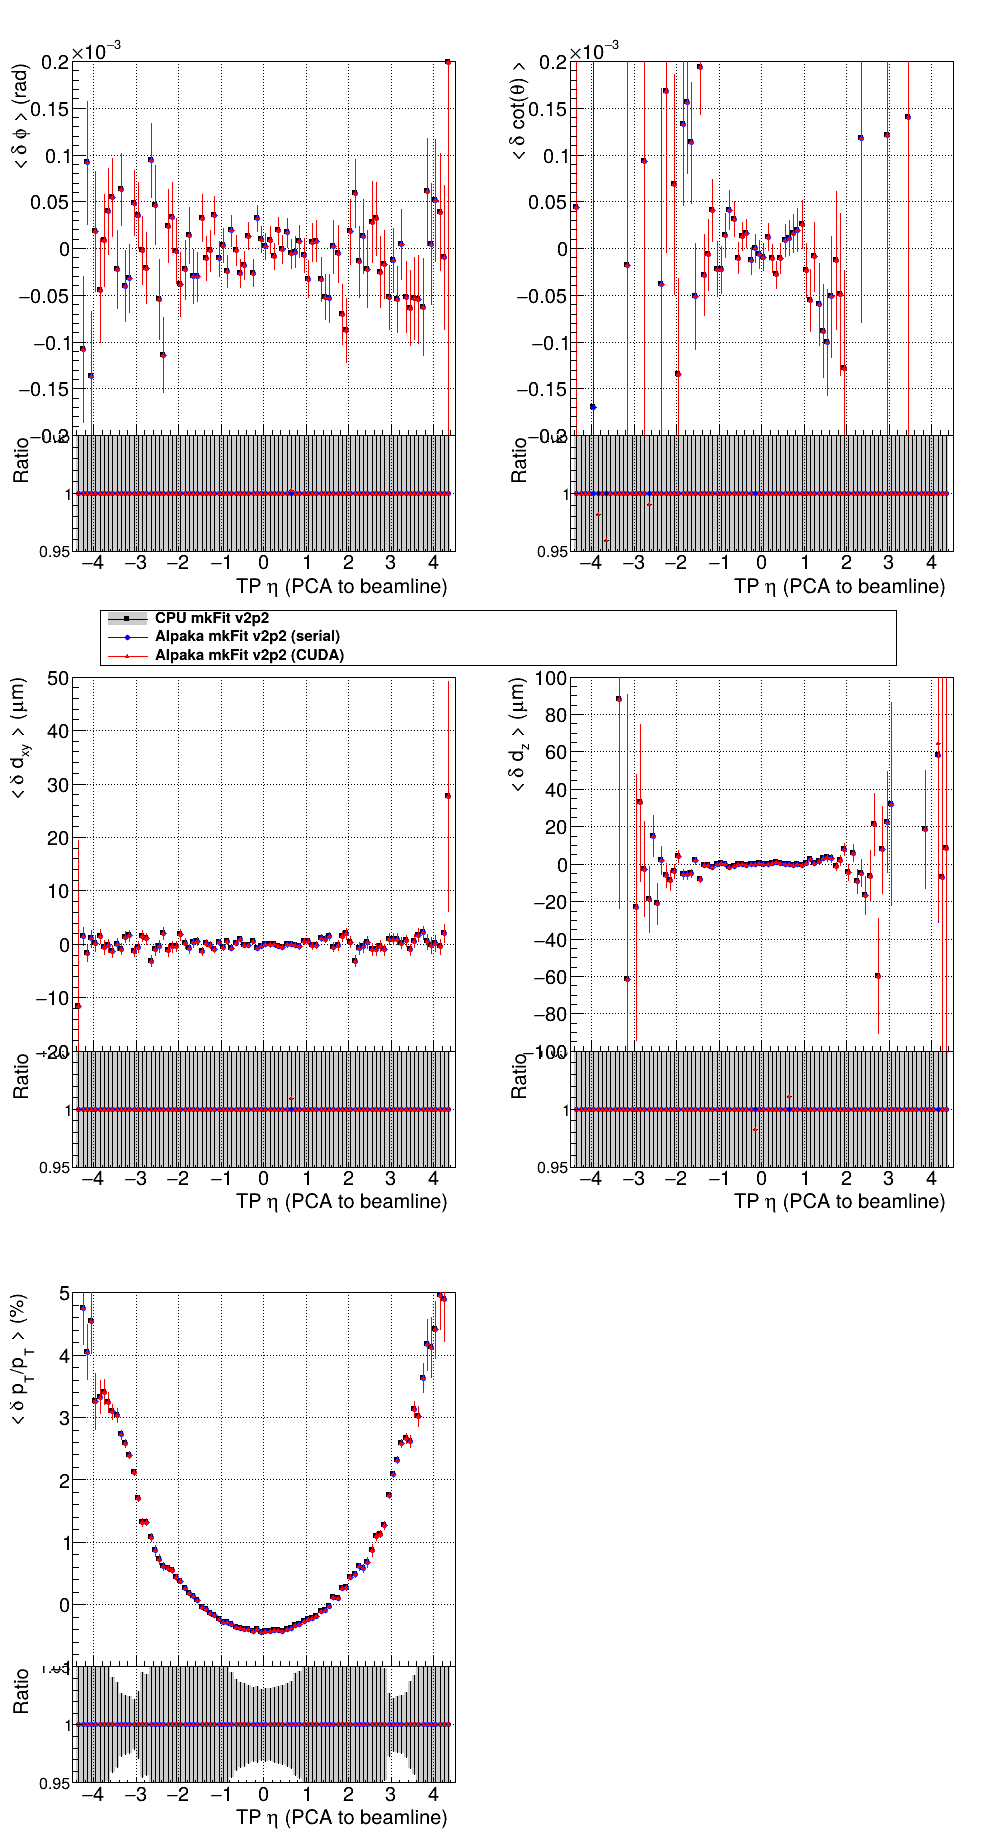 ×10⁻³
< δ ϕ > (rad)
0.2
0.15
0.1
0.05
0
−0.05
−0.1
−0.15
−0.2
Ratio
1
0.95
−4 −3 −2 −1 0 1 2 3 4
TP η (PCA to beamline)
×10⁻³
< δ cot(θ) >
0.2
0.15
0.1
0.05
0
−0.05
−0.1
−0.15
−0.2
Ratio
1
0.95
−4 −3 −2 −1 0 1 2 3 4
TP η (PCA to beamline)
CPU mkFit v2p2
Alpaka mkFit v2p2 (serial)
Alpaka mkFit v2p2 (CUDA)
< δ d_xy > (μm)
50
40
30
20
10
0
−10
−20
Ratio
1
0.95
−4 −3 −2 −1 0 1 2 3 4
TP η (PCA to beamline)
< δ d_z > (μm)
100
80
60
40
20
0
−20
−40
−60
−80
−100
Ratio
1
0.95
−4 −3 −2 −1 0 1 2 3 4
TP η (PCA to beamline)
< δ p_T/p_T > (%)
5
4
3
2
1
0
Ratio
1
0.95
−4 −3 −2 −1 0 1 2 3 4
TP η (PCA to beamline)